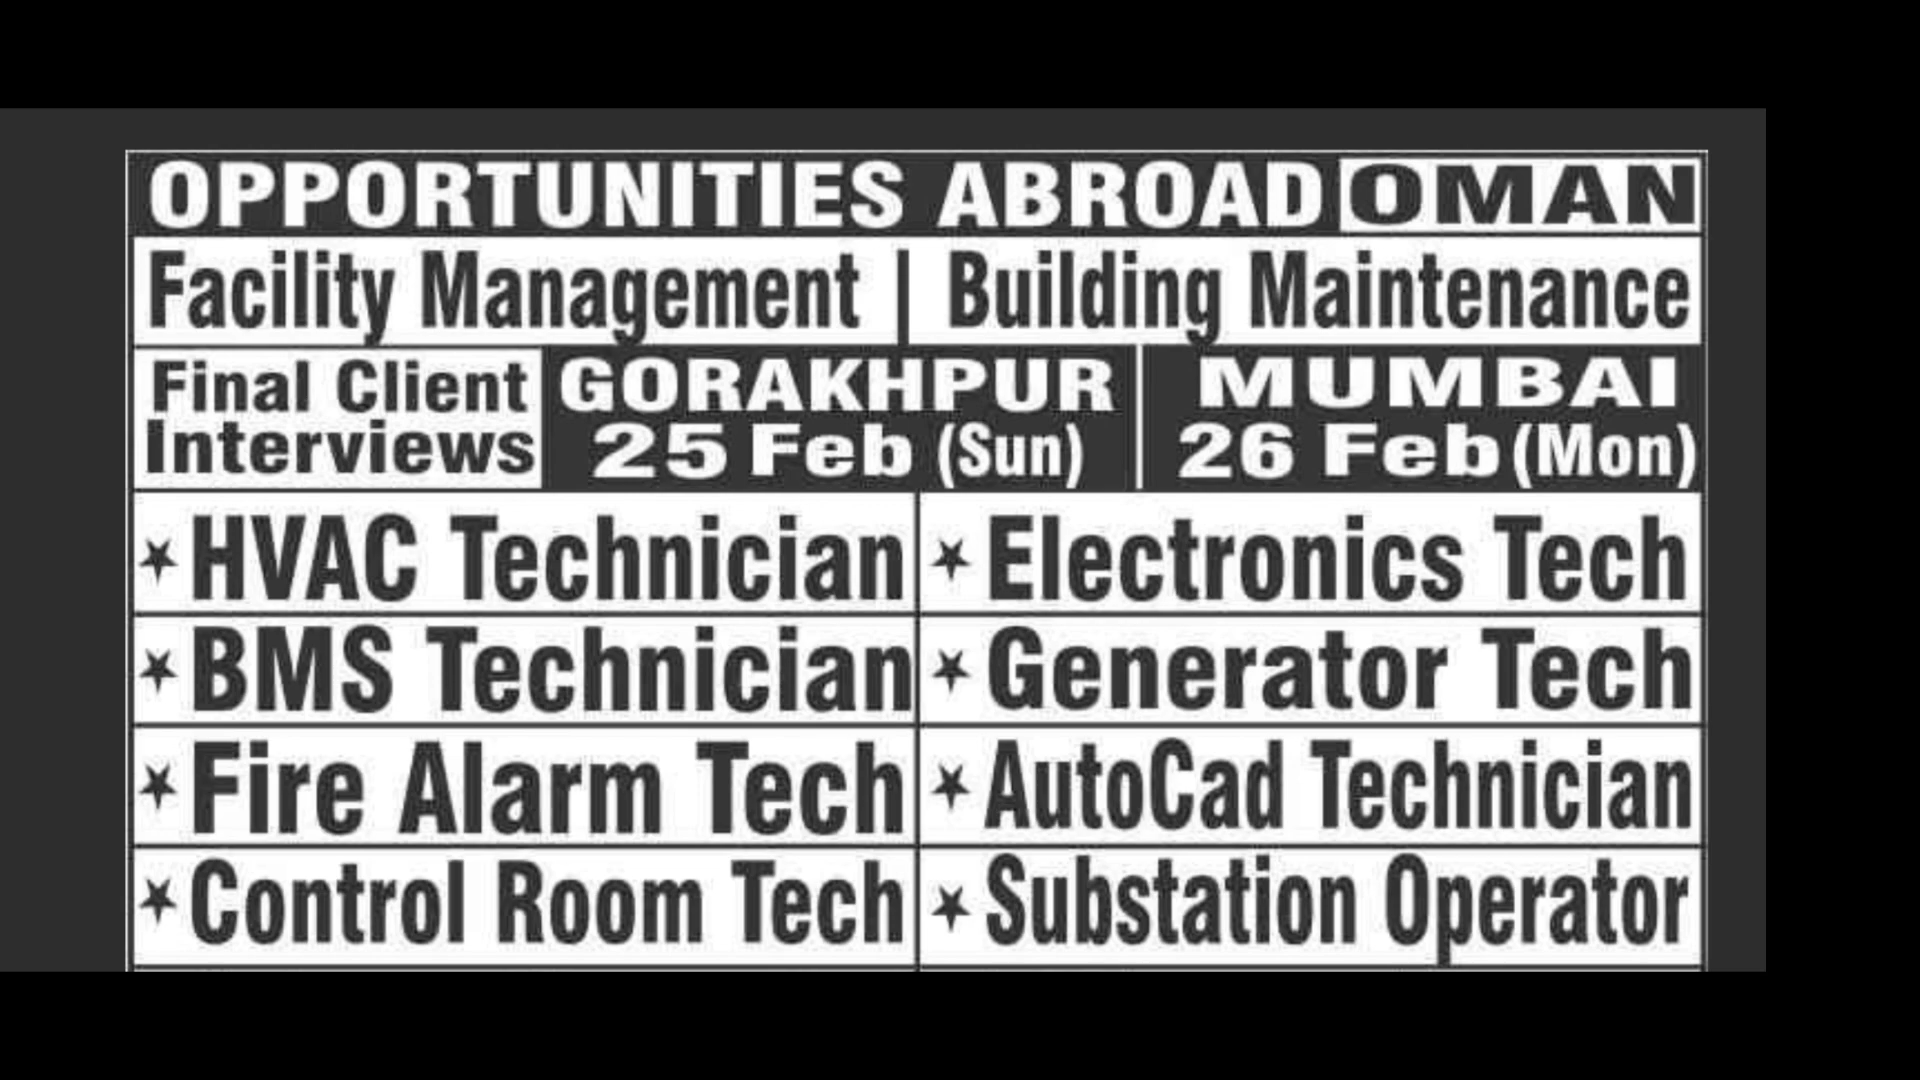 OPPORTUNITIES ABROAD OMAN
Facility Management | Building Maintenance
Final Client Interviews
GORAKHPUR
25 Feb (Sun)
MUMBAI
26 Feb (Mon)
★ HVAC Technician
★ Electronics Tech
★ BMS Technician
★ Generator Tech
★ Fire Alarm Tech
★ AutoCad Technician
★ Control Room Tech
★ Substation Operator